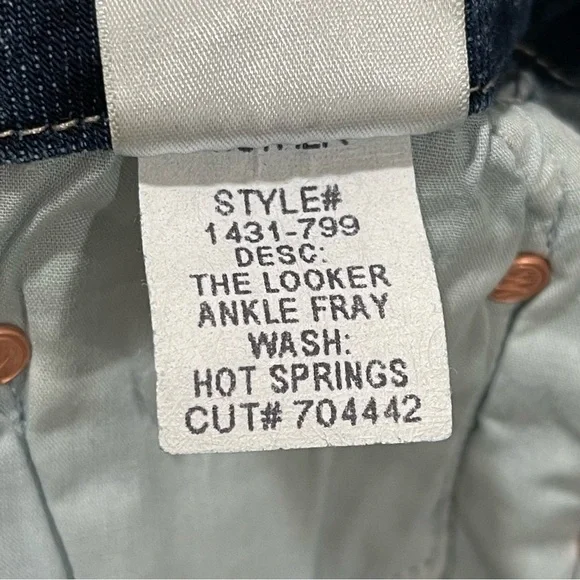 STYLE#
1431-799
DESC:
THE LOOKER
ANKLE FRAY
WASH:
HOT SPRINGS
CUT# 704442